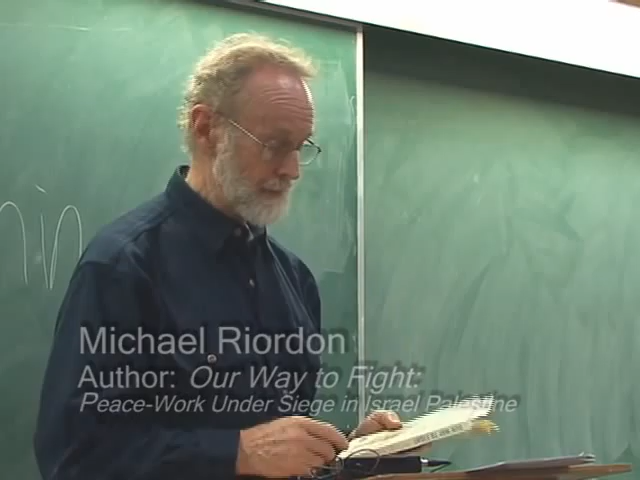 Michael Riordon
Author: Our Way to Fight:
Peace-Work Under Siege in Israel Palestine